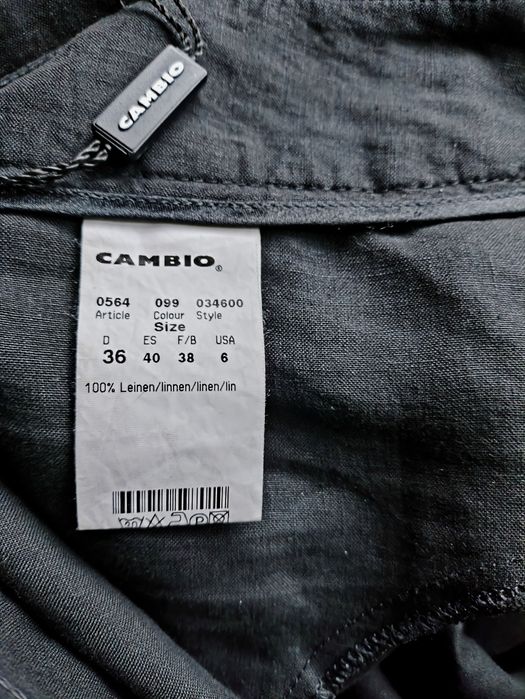 CAMBIO
CAMBIO®
0564 099 034600
Article Colour Style
Size
D ES F/B USA
36 40 38 6
100% Leinen/linnen/linen/lin